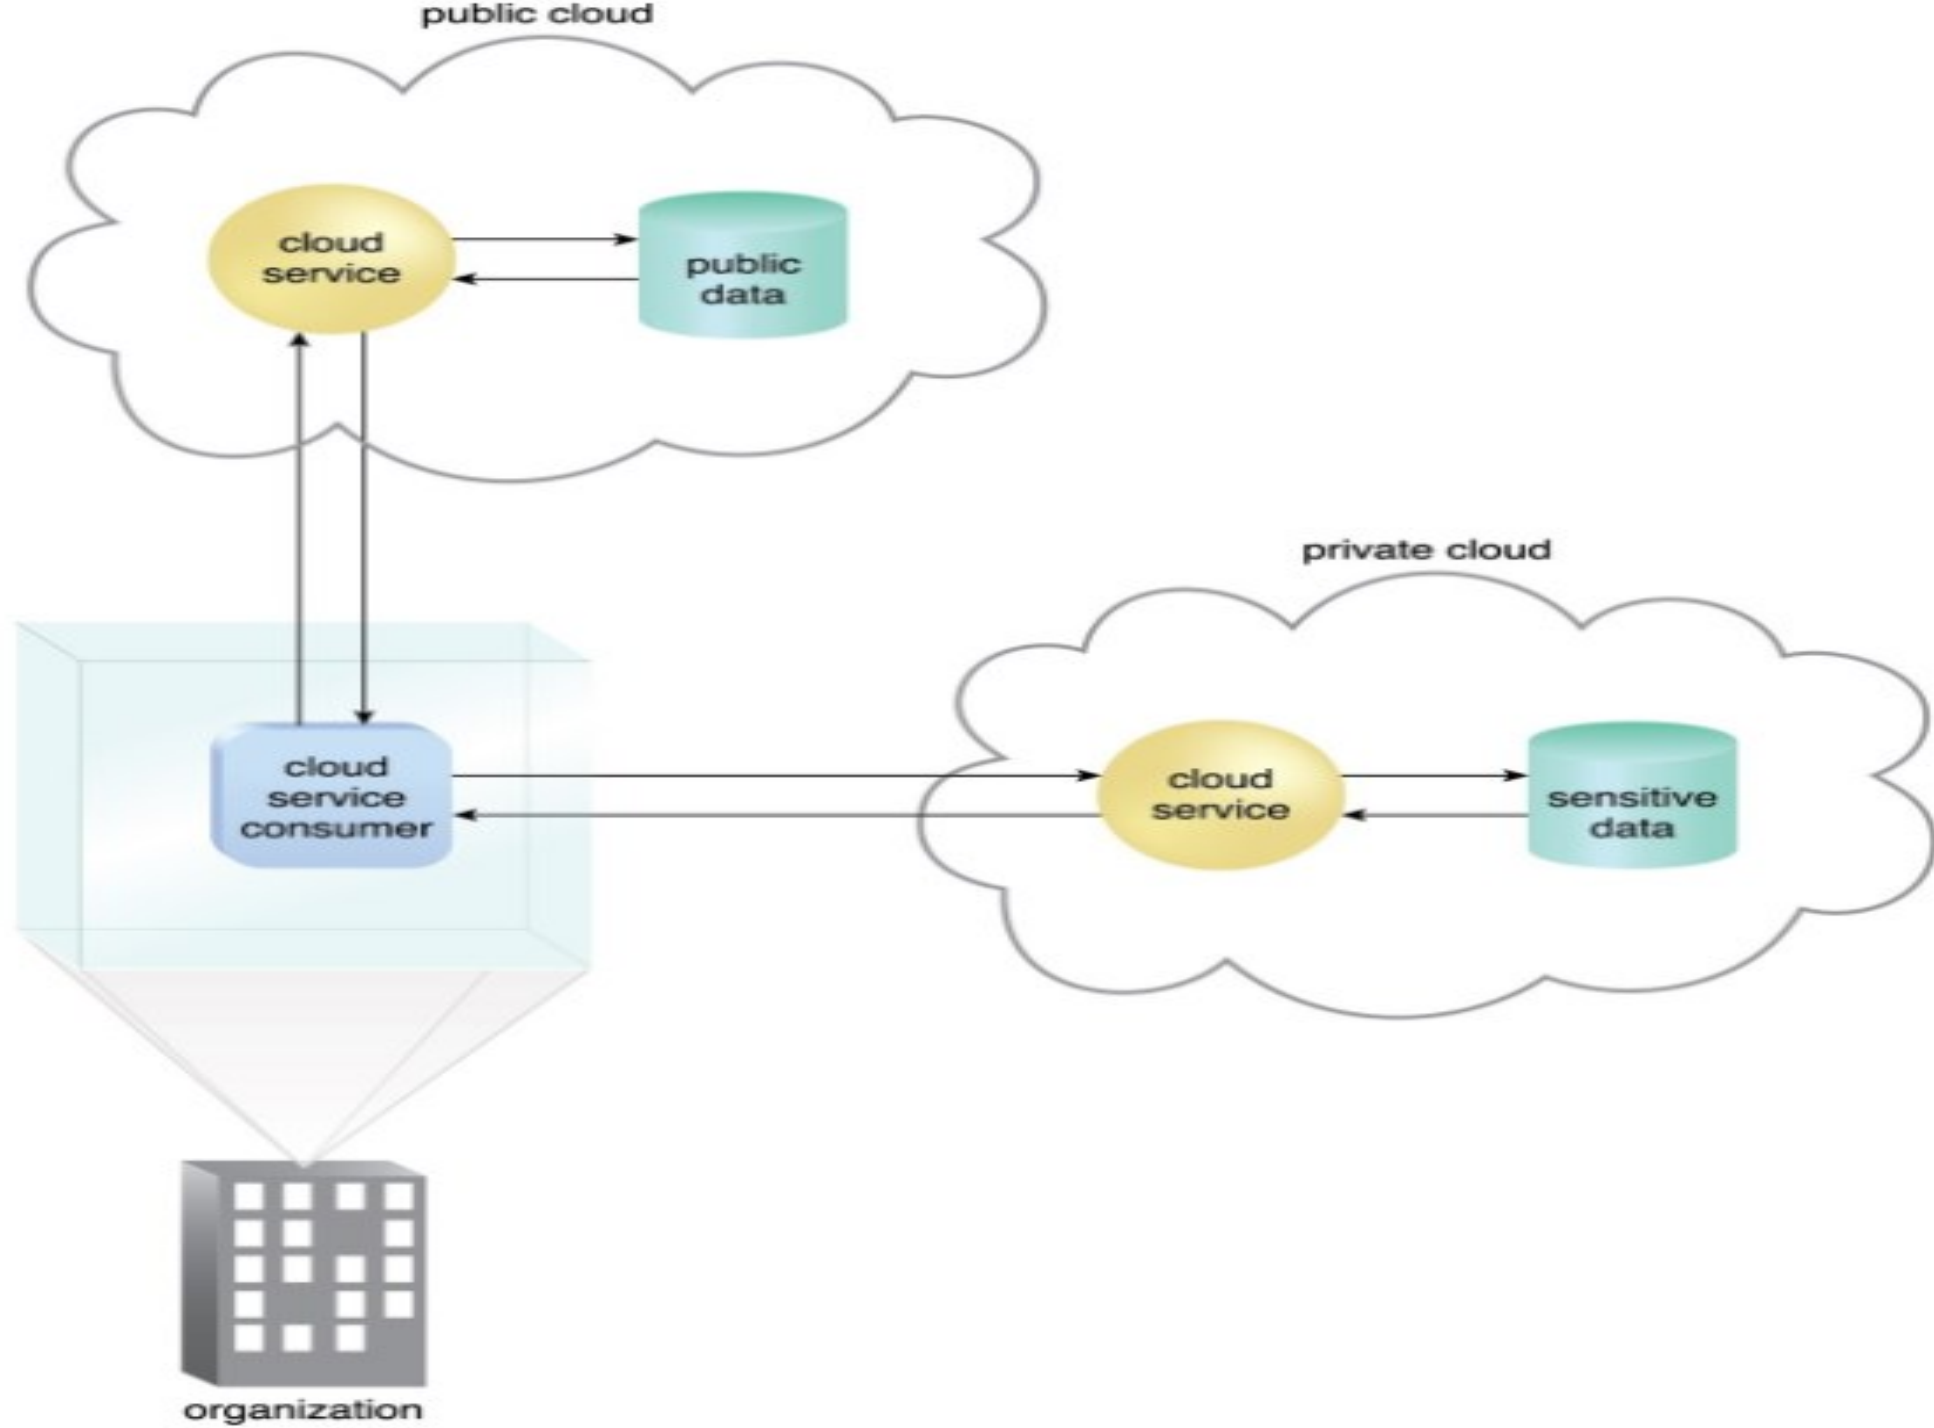 public cloud
cloud
service
public
data
private cloud
cloud
service
consumer
cloud
service
sensitive
data
organization